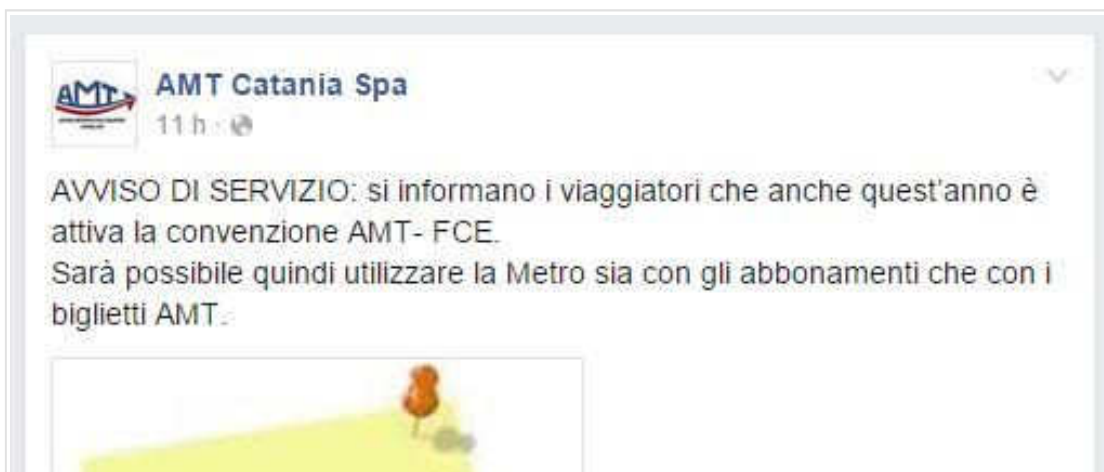 AMT
AMT Catania Spa
11 h ·
AVVISO DI SERVIZIO: si informano i viaggiatori che anche quest'anno è
attiva la convenzione AMT- FCE.
Sarà possibile quindi utilizzare la Metro sia con gli abbonamenti che con i
biglietti AMT.